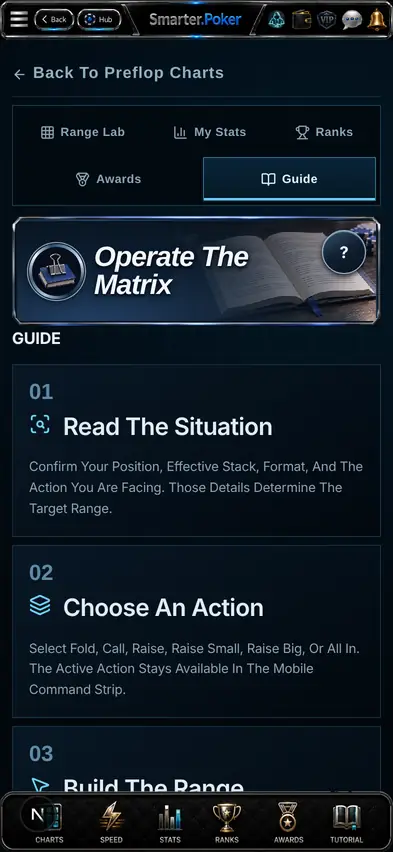 Back
Hub
Smarter.Poker
VIP
Back To Preflop Charts
Range Lab
My Stats
Ranks
Awards
Guide
Operate The
Matrix
?
GUIDE
01
Read The Situation
Confirm Your Position, Effective Stack, Format, And The
Action You Are Facing. Those Details Determine The
Target Range.
02
Choose An Action
Select Fold, Call, Raise, Raise Small, Raise Big, Or All In.
The Active Action Stays Available In The Mobile
Command Strip.
03
Build The Range
N
CHARTS
SPEED
STATS
RANKS
AWARDS
TUTORIAL